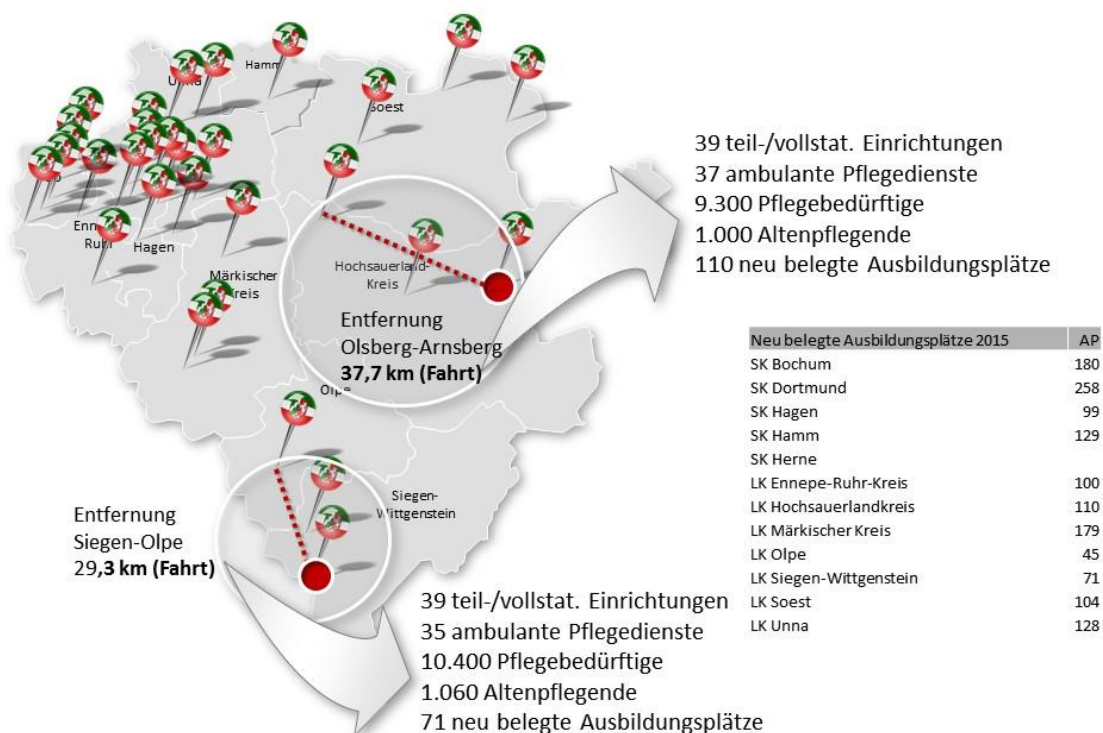 Hamm
Unna
Soest
Ruhr
Hagen
Märkischer
Hochsauerland-
Kreis
Entfernung
Olsberg-Arnsberg
37,7 km (Fahrt)
Olpe
Siegen-
Wittgenstein
Entfernung
Siegen-Olpe
29,3 km (Fahrt)
39 teil-/vollstat. Einrichtungen
37 ambulante Pflegedienste
9.300 Pflegebedürftige
1.000 Altenpflegende
110 neu belegte Ausbildungsplätze
Neu belegte Ausbildungsplätze 2015 AP
SK Bochum 180
SK Dortmund 258
SK Hagen 99
SK Hamm 129
SK Herne
LK Ennepe-Ruhr-Kreis 100
LK Hochsauerlandkreis 110
LK Märkischer Kreis 179
LK Olpe 45
LK Siegen-Wittgenstein 71
LK Soest 104
LK Unna 128
39 teil-/vollstat. Einrichtungen
35 ambulante Pflegedienste
10.400 Pflegebedürftige
1.060 Altenpflegende
71 neu belegte Ausbildungsplätze